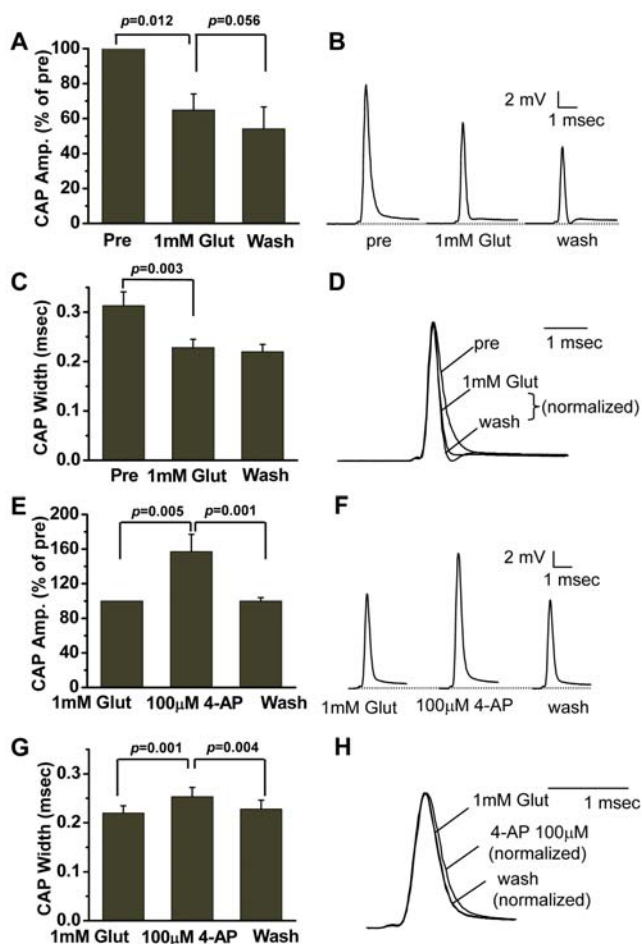 A
p=0.012
p=0.056
CAP Amp. (% of pre)
100
80
60
40
20
0
Pre 1mM Glut Wash
B
2 mV
1 msec
pre 1mM Glut wash
C
p=0.003
CAP Width (msec)
0.3
0.2
0.1
0.0
Pre 1mM Glut Wash
D
1 msec
pre
1mM Glut
wash
(normalized)
E
p=0.005
p=0.001
CAP Amp. (% of pre)
160
120
80
40
0
1mM Glut 100μM 4-AP Wash
F
2 mV
1 msec
1mM Glut 100μM 4-AP wash
G
p=0.001
p=0.004
CAP Width (msec)
0.3
0.2
0.1
0.0
1mM Glut 100μM 4-AP Wash
H
1mM Glut
1 msec
4-AP 100μM
(normalized)
wash
(normalized)